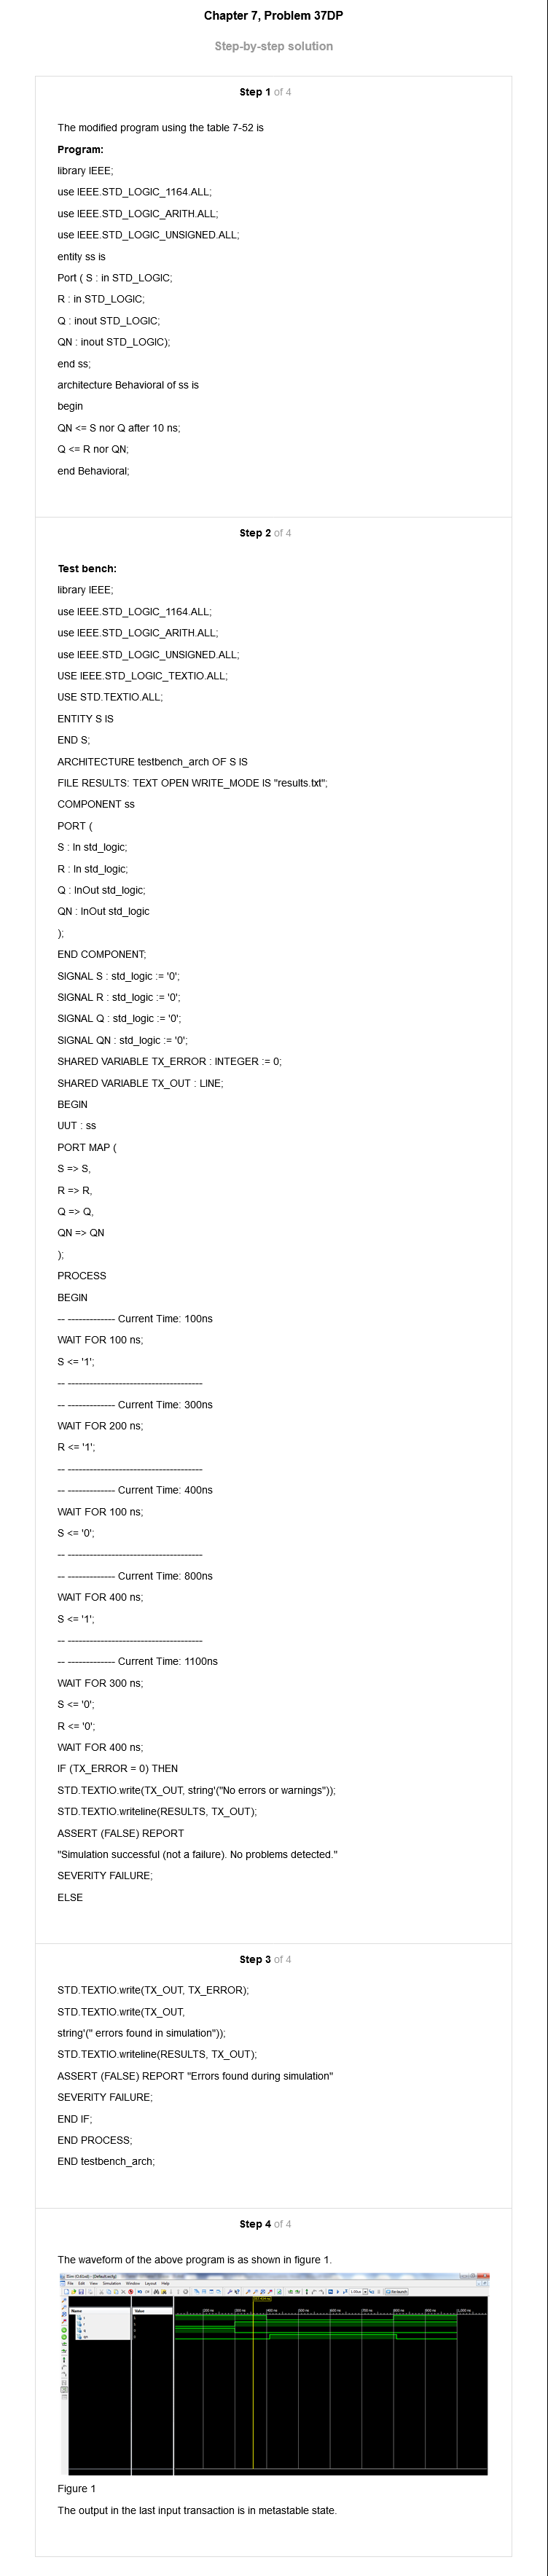 Chapter 7, Problem 37DP
Step-by-step solution
Step 1 of 4
The modified program using the table 7-52 is
Program:
library IEEE;
use IEEE.STD_LOGIC_1164.ALL;
use IEEE.STD_LOGIC_ARITH.ALL;
use IEEE.STD_LOGIC_UNSIGNED.ALL;
entity ss is
Port ( S : in STD_LOGIC;
R : in STD_LOGIC;
Q : inout STD_LOGIC;
QN : inout STD_LOGIC);
end ss;
architecture Behavioral of ss is
begin
QN <= S nor Q after 10 ns;
Q <= R nor QN;
end Behavioral;
Step 2 of 4
Test bench:
library IEEE;
use IEEE.STD_LOGIC_1164.ALL;
use IEEE.STD_LOGIC_ARITH.ALL;
use IEEE.STD_LOGIC_UNSIGNED.ALL;
USE IEEE.STD_LOGIC_TEXTIO.ALL;
USE STD.TEXTIO.ALL;
ENTITY S IS
END S;
ARCHITECTURE testbench_arch OF S IS
FILE RESULTS: TEXT OPEN WRITE_MODE IS "results.txt";
COMPONENT ss
PORT (
S : In std_logic;
R : In std_logic;
Q : InOut std_logic;
QN : InOut std_logic
);
END COMPONENT;
SIGNAL S : std_logic := '0';
SIGNAL R : std_logic := '0';
SIGNAL Q : std_logic := '0';
SIGNAL QN : std_logic := '0';
SHARED VARIABLE TX_ERROR : INTEGER := 0;
SHARED VARIABLE TX_OUT : LINE;
BEGIN
UUT : ss
PORT MAP (
S => S,
R => R,
Q => Q,
QN => QN
);
PROCESS
BEGIN
-- ------------- Current Time: 100ns
WAIT FOR 100 ns;
S <= '1';
-- -------------------------------------
-- ------------- Current Time: 300ns
WAIT FOR 200 ns;
R <= '1';
-- -------------------------------------
-- ------------- Current Time: 400ns
WAIT FOR 100 ns;
S <= '0';
-- -------------------------------------
-- ------------- Current Time: 800ns
WAIT FOR 400 ns;
S <= '1';
-- -------------------------------------
-- ------------- Current Time: 1100ns
WAIT FOR 300 ns;
S <= '0';
R <= '0';
WAIT FOR 400 ns;
IF (TX_ERROR = 0) THEN
STD.TEXTIO.write(TX_OUT, string'("No errors or warnings"));
STD.TEXTIO.writeline(RESULTS, TX_OUT);
ASSERT (FALSE) REPORT
"Simulation successful (not a failure). No problems detected."
SEVERITY FAILURE;
ELSE
Step 3 of 4
STD.TEXTIO.write(TX_OUT, TX_ERROR);
STD.TEXTIO.write(TX_OUT,
string'(" errors found in simulation"));
STD.TEXTIO.writeline(RESULTS, TX_OUT);
ASSERT (FALSE) REPORT "Errors found during simulation"
SEVERITY FAILURE;
END IF;
END PROCESS;
END testbench_arch;
Step 4 of 4
The waveform of the above program is as shown in figure 1.
File Edit View Simulation Window Layout Help
Name Value
Figure 1
The output in the last input transaction is in metastable state.